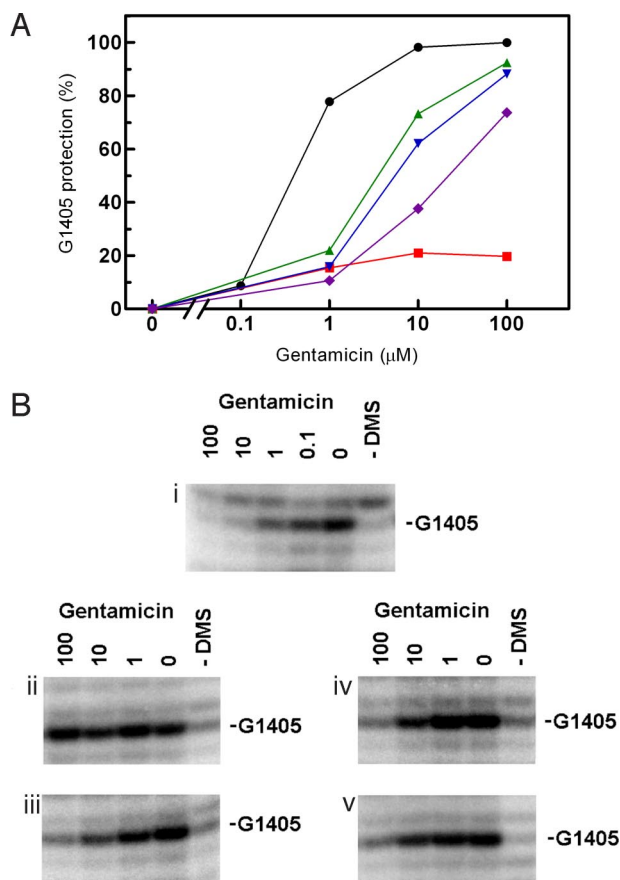 A
G1405 protection (%)
100
80
60
40
20
0
0
0.1
1
10
100
Gentamicin (μM)
B
Gentamicin
100 10 1 0.1 0 - DMS
i
-G1405
Gentamicin
100 10 1 0 - DMS
ii
-G1405
iii
-G1405
Gentamicin
100 10 1 0 - DMS
iv
-G1405
v
-G1405